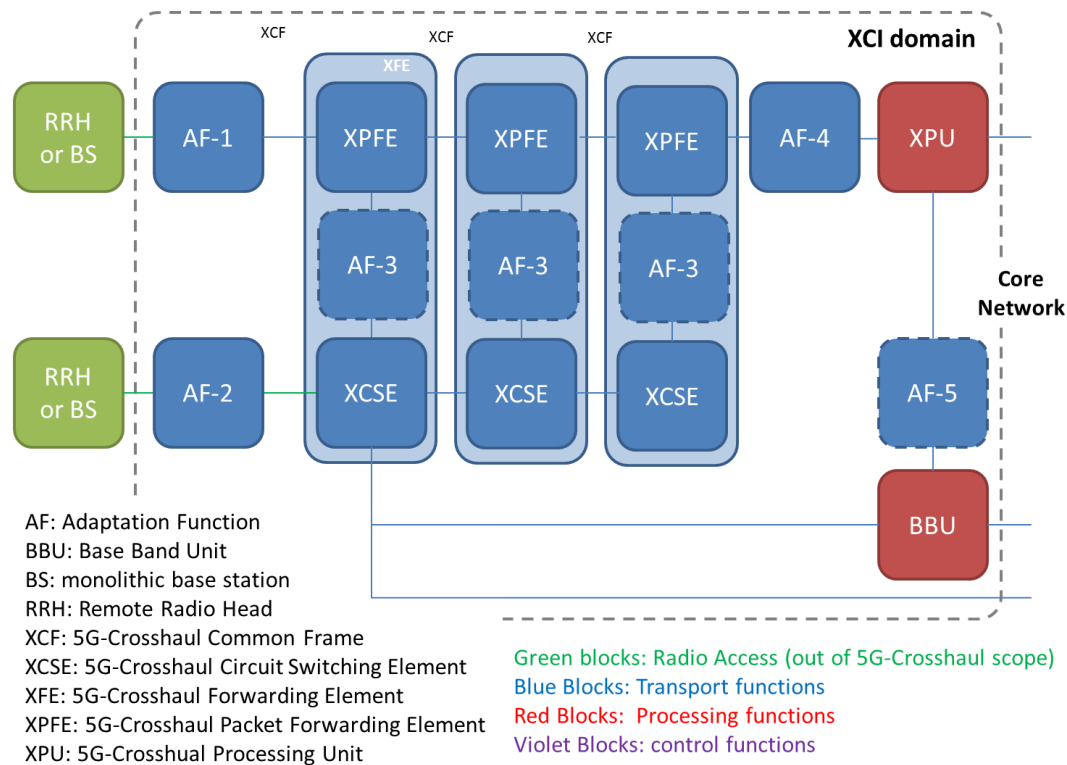 XCF
XCF
XCF
XCI domain
XFE
RRH
or BS
AF-1
XPFE
XPFE
XPFE
AF-4
XPU
AF-3
AF-3
AF-3
Core
Network
RRH
or BS
AF-2
XCSE
XCSE
XCSE
AF-5
BBU
AF: Adaptation Function
BBU: Base Band Unit
BS: monolithic base station
RRH: Remote Radio Head
XCF: 5G-Crosshaul Common Frame
XCSE: 5G-Crosshaul Circuit Switching Element
XFE: 5G-Crosshaul Forwarding Element
XPFE: 5G-Crosshaul Packet Forwarding Element
XPU: 5G-Crosshual Processing Unit
Green blocks: Radio Access (out of 5G-Crosshaul scope)
Blue Blocks: Transport functions
Red Blocks: Processing functions
Violet Blocks: control functions